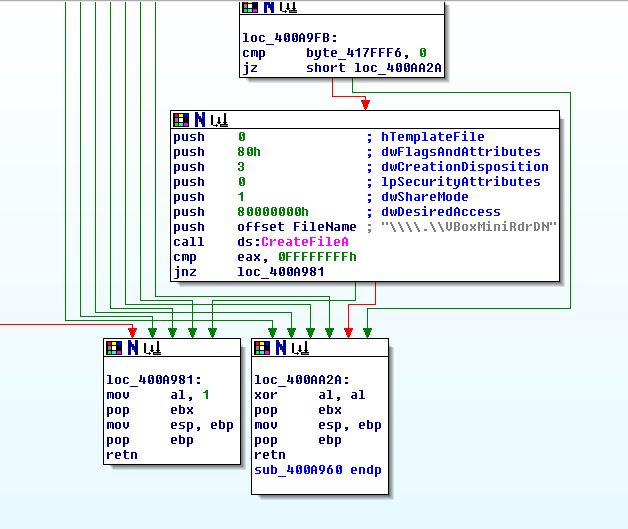 loc_400A9FB:
cmp byte_417FFF6, 0
jz short loc_400AA2A
push 0 ; hTemplateFile
push 80h ; dwFlagsAndAttributes
push 3 ; dwCreationDisposition
push 0 ; lpSecurityAttributes
push 1 ; dwShareMode
push 80000000h ; dwDesiredAccess
push offset FileName ; "\\\\.\\VBoxMiniRdrDN"
call ds:CreateFileA
cmp eax, 0FFFFFFFFh
jnz loc_400A981
loc_400A981:
mov al, 1
pop ebx
mov esp, ebp
pop ebp
retn
loc_400AA2A:
xor al, al
pop ebx
mov esp, ebp
pop ebp
retn
sub_400A960 endp